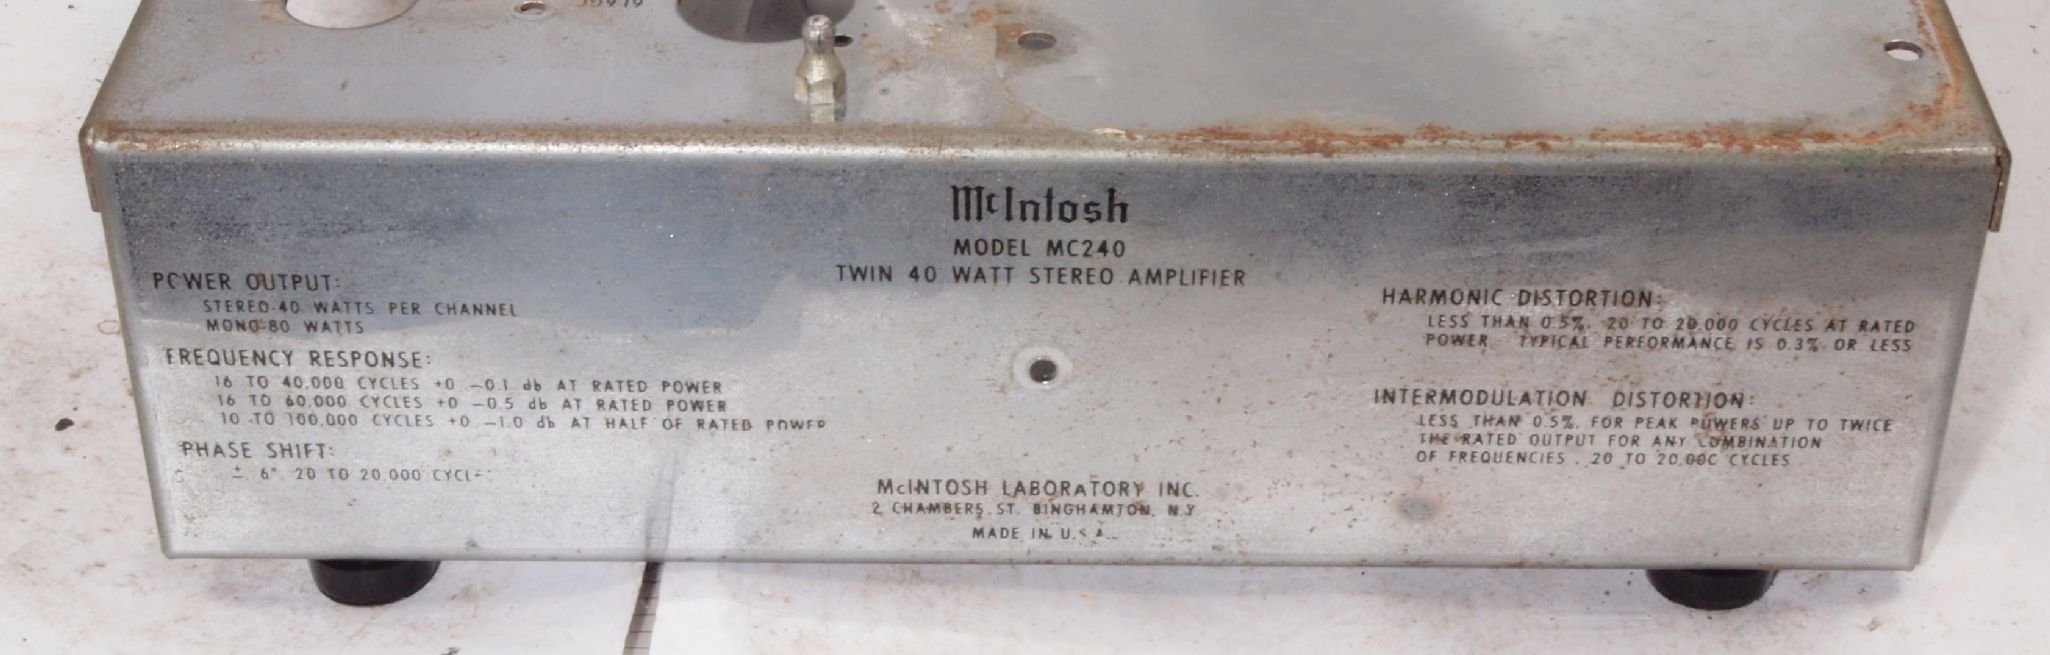 McIntosh
MODEL MC240
TWIN 40 WATT STEREO AMPLIFIER
POWER OUTPUT:
STEREO-40 WATTS PER CHANNEL
MONO-80 WATTS
FREQUENCY RESPONSE:
16 TO 40,000 CYCLES +0 -0.1 db AT RATED POWER
16 TO 60,000 CYCLES +0 -0.5 db AT RATED POWER
10 TO 100,000 CYCLES +0 -1.0 db AT HALF OF RATED POWER
PHASE SHIFT:
± 6° 20 TO 20,000 CYCLES
HARMONIC DISTORTION:
LESS THAN 0.5%, 20 TO 20,000 CYCLES AT RATED
POWER TYPICAL PERFORMANCE IS 0.3% OR LESS
INTERMODULATION DISTORTION:
LESS THAN 0.5%, FOR PEAK POWERS UP TO TWICE
THE RATED OUTPUT FOR ANY COMBINATION
OF FREQUENCIES, 20 TO 20,000 CYCLES
McINTOSH LABORATORY INC.
2 CHAMBERS ST. BINGHAMTON, N.Y.
MADE IN U.S.A.